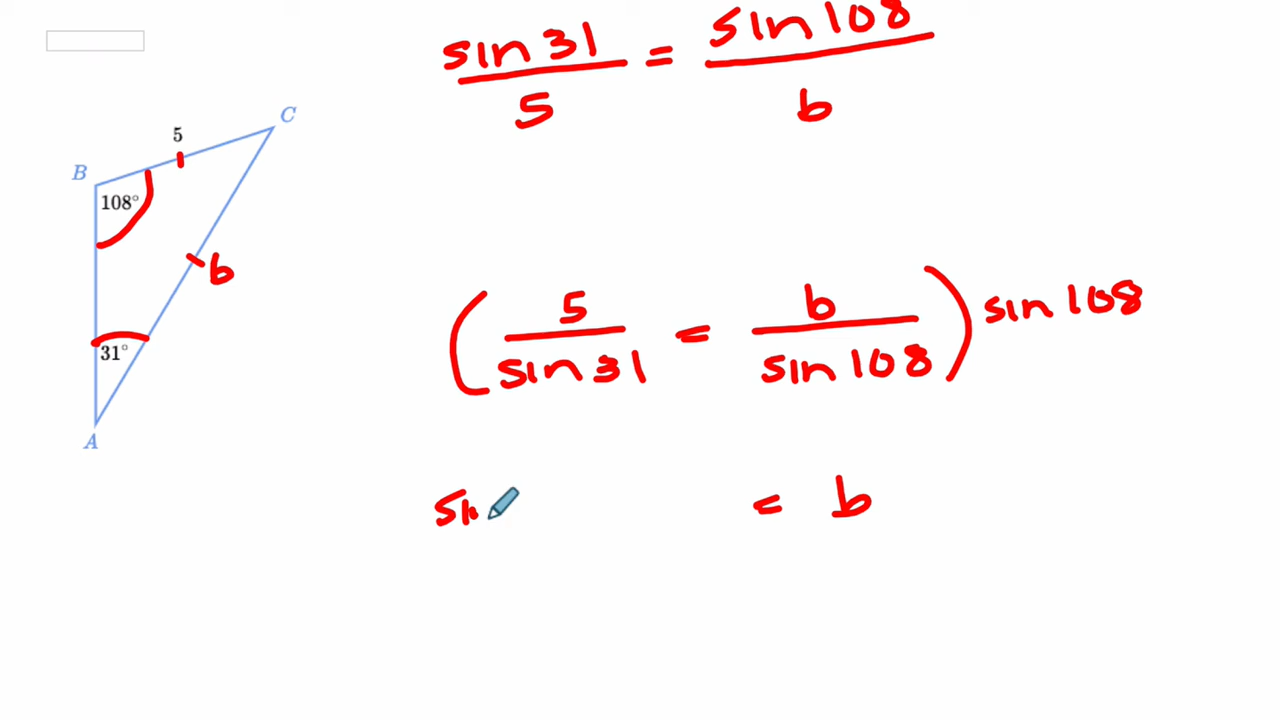 sin 31 / 5 = sin 108 / b
C
5
B
108°
b
( 5 / sin 31 = b / sin 108 ) sin 108
31°
A
= b